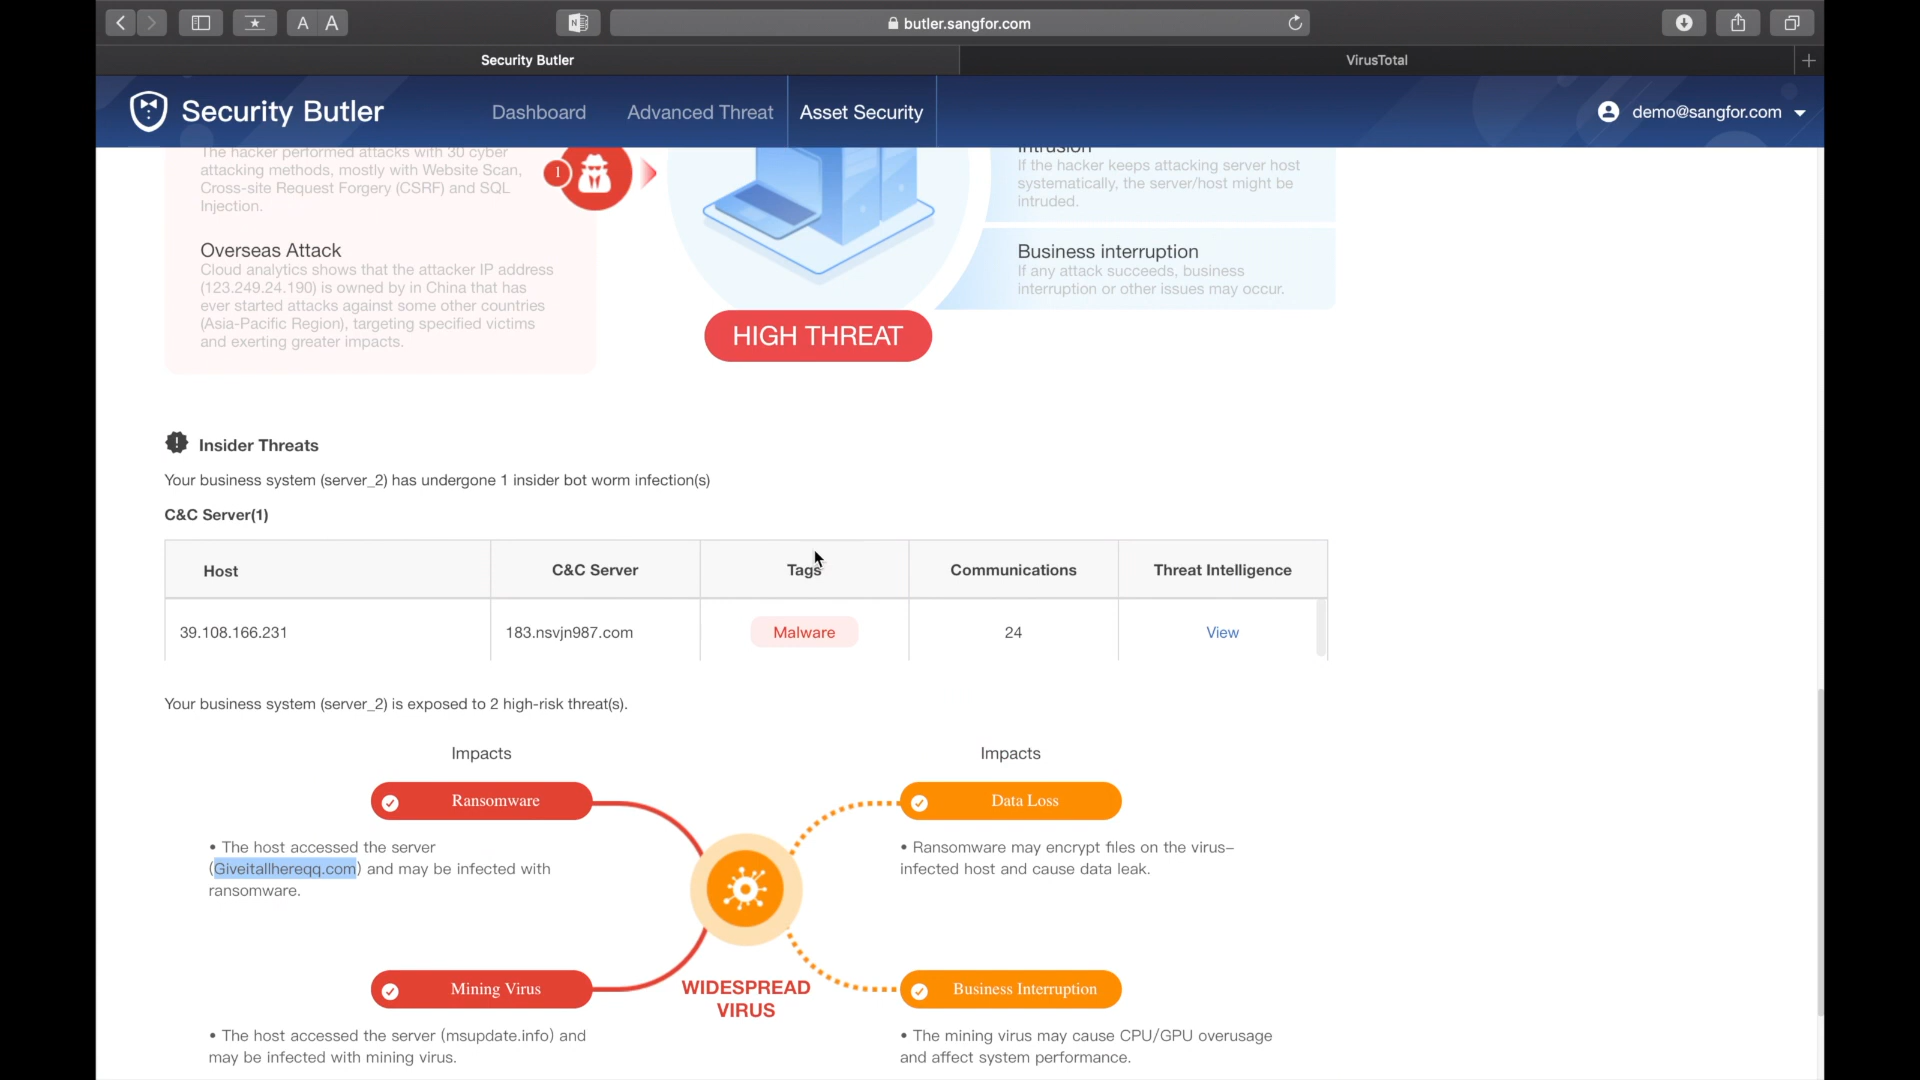 A A
butler.sangfor.com
Security Butler
VirusTotal
Security Butler
Dashboard
Advanced Threat
Asset Security
demo@sangfor.com
The hacker performed attacks with 30 cyber
attacking methods, mostly with Website Scan,
Cross-site Request Forgery (CSRF) and SQL
Injection.
1
Intrusion
If the hacker keeps attacking server host
systematically, the server/host might be
intruded.
Overseas Attack
Cloud analytics shows that the attacker IP address
(123.249.24.190) is owned by in China that has
ever started attacks against some other countries
(Asia-Pacific Region), targeting specified victims
and exerting greater impacts.
Business interruption
If any attack succeeds, business
interruption or other issues may occur.
HIGH THREAT
Insider Threats
Your business system (server_2) has undergone 1 insider bot worm infection(s)
C&C Server(1)
Host
C&C Server
Tags
Communications
Threat Intelligence
39.108.166.231
183.nsvjn987.com
Malware
24
View
Your business system (server_2) is exposed to 2 high-risk threat(s).
Impacts
Impacts
Ransomware
Data Loss
• The host accessed the server
(Giveitallhereqq.com) and may be infected with
ransomware.
• Ransomware may encrypt files on the virus-
infected host and cause data leak.
WIDESPREAD
VIRUS
Mining Virus
Business Interruption
• The host accessed the server (msupdate.info) and
may be infected with mining virus.
• The mining virus may cause CPU/GPU overusage
and affect system performance.